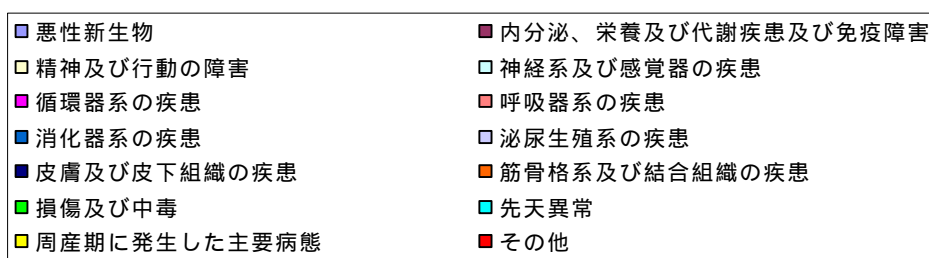 悪性新生物
内分泌、栄養及び代謝疾患及び免疫障害
精神及び行動の障害
神経系及び感覚器の疾患
循環器系の疾患
呼吸器系の疾患
消化器系の疾患
泌尿生殖系の疾患
皮膚及び皮下組織の疾患
筋骨格系及び結合組織の疾患
損傷及び中毒
先天異常
周産期に発生した主要病態
その他